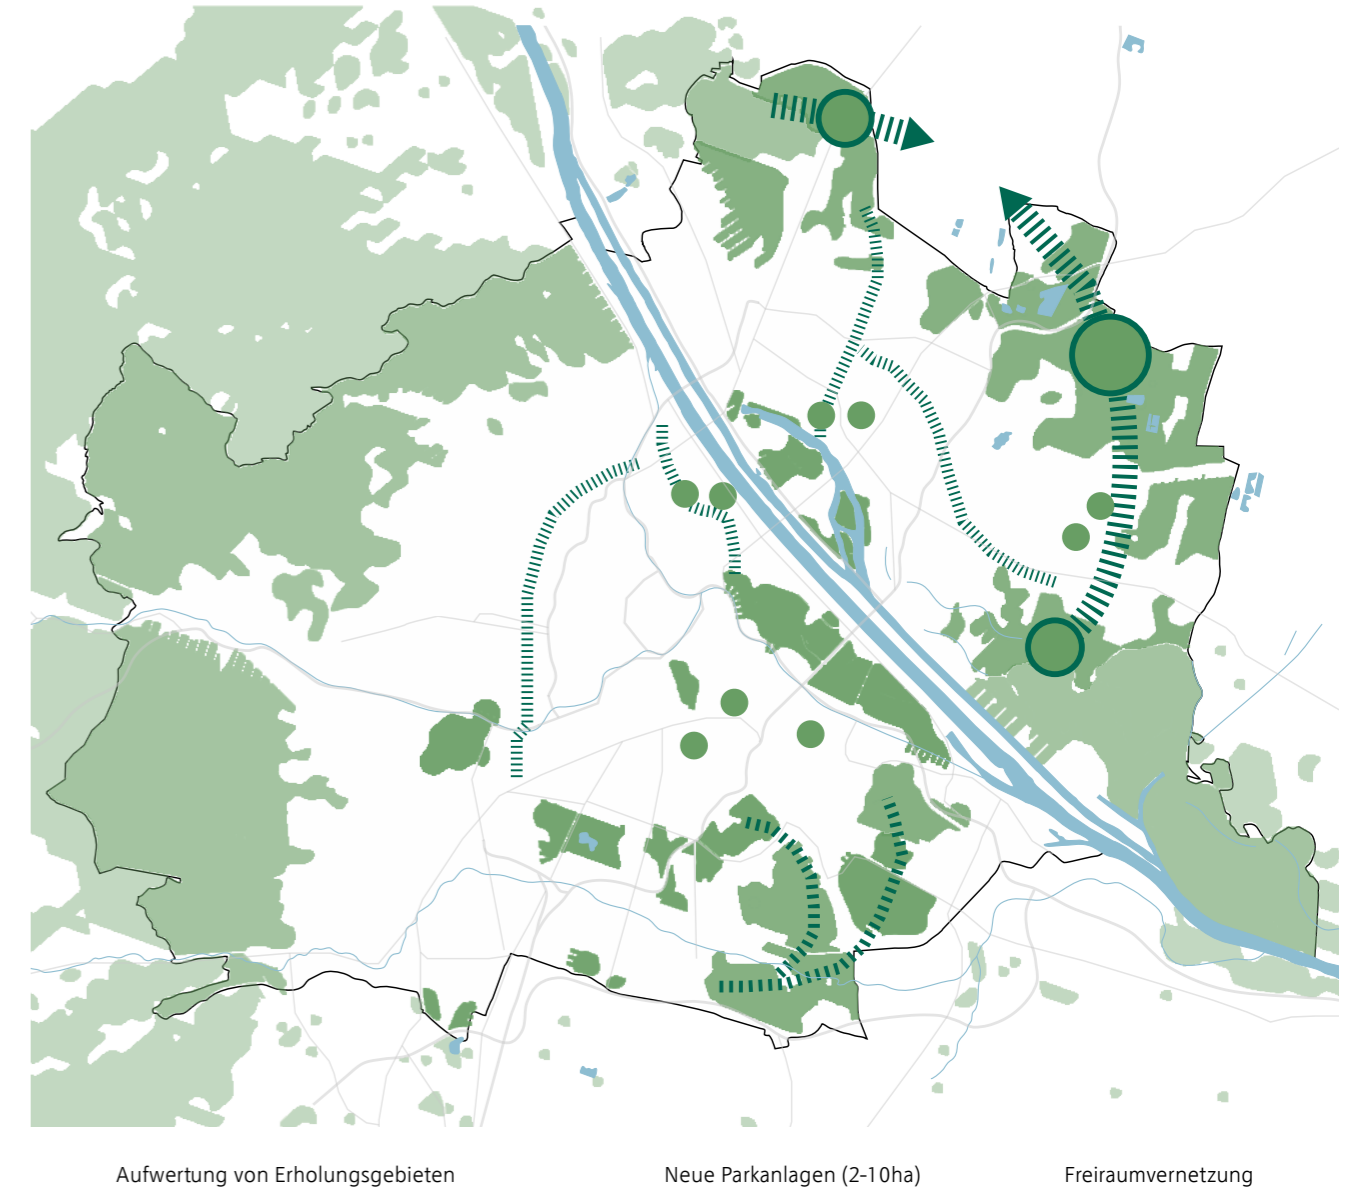 Aufwertung von Erholungsgebieten
Neue Parkanlagen (2-10ha)
Freiraumvernetzung